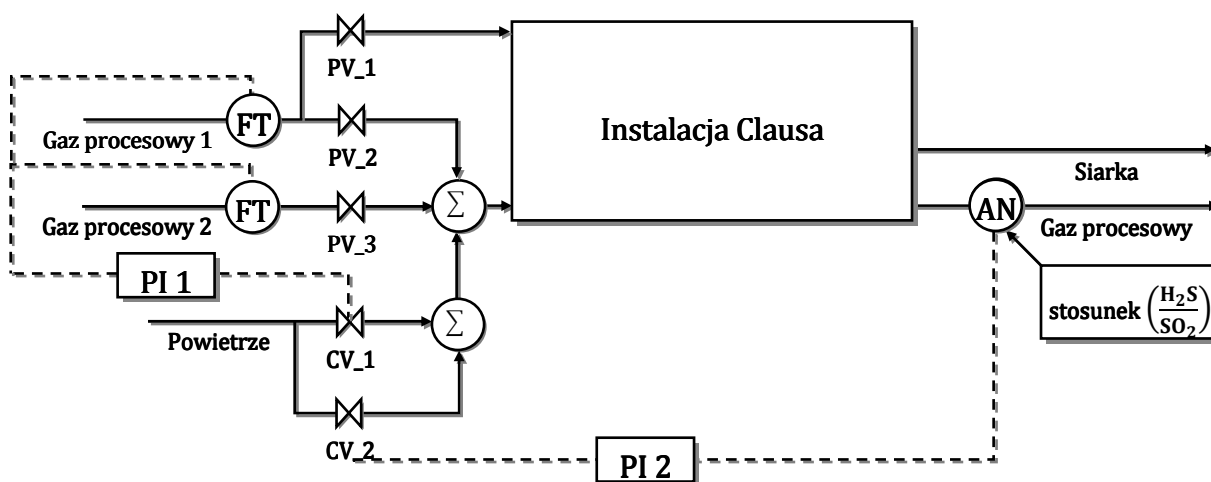 PV_1
Instalacja Clausa
FT
Gaz procesowy 1
PV_2
Siarka
FT
Σ
AN
Gaz procesowy 2
PV_3
Gaz procesowy
PI 1
stosunek (H₂S/SO₂)
Σ
Powietrze
CV_1
CV_2
PI 2